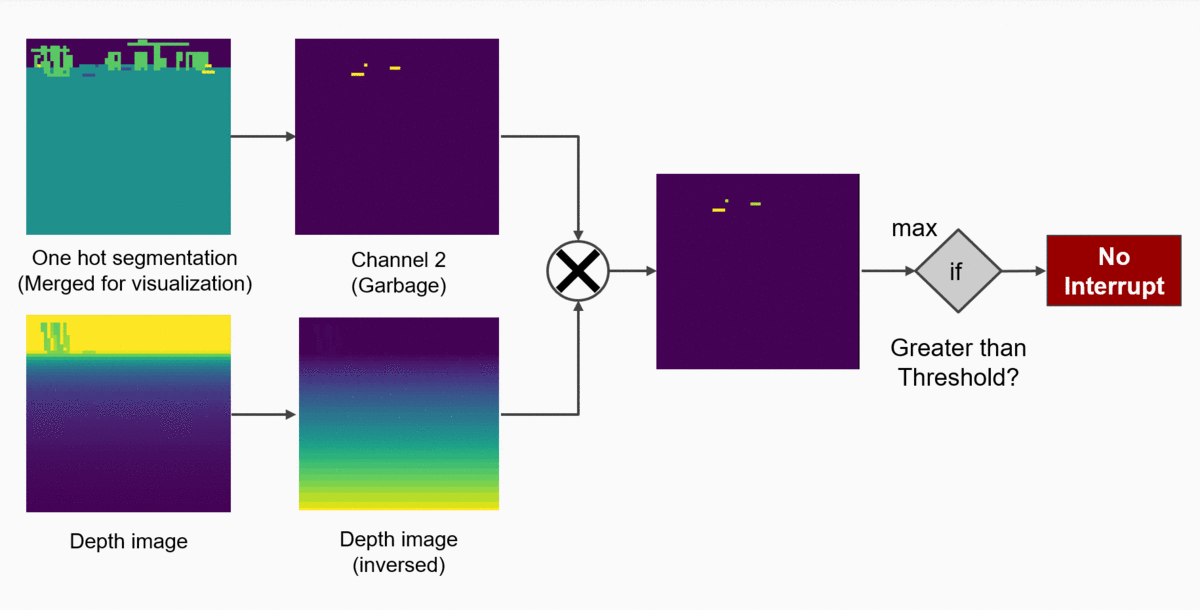 One hot segmentation
(Merged for visualization)
Channel 2
(Garbage)
Depth image
Depth image
(inversed)
max
if
Greater than
Threshold?
No
Interrupt